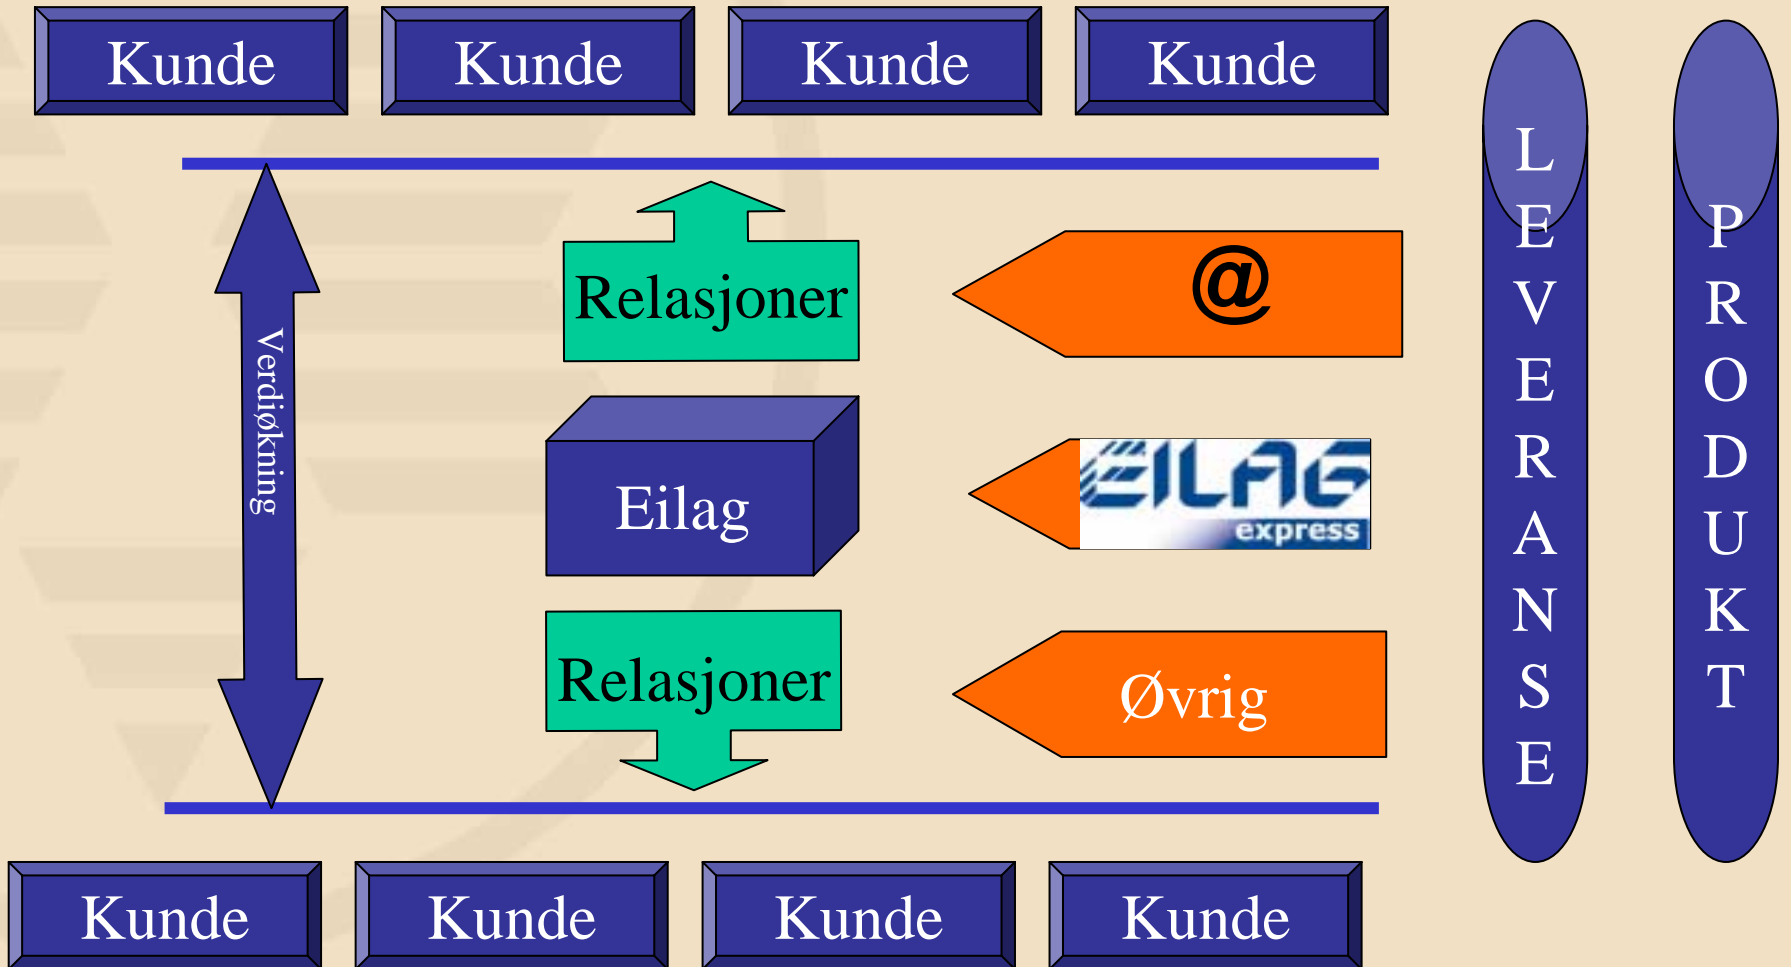 Kunde
Kunde
Kunde
Kunde
Verdiøkning
Relasjoner
@
Eilag
EILAG
express
Relasjoner
Øvrig
LEVERANSE
PRODUKT
Kunde
Kunde
Kunde
Kunde